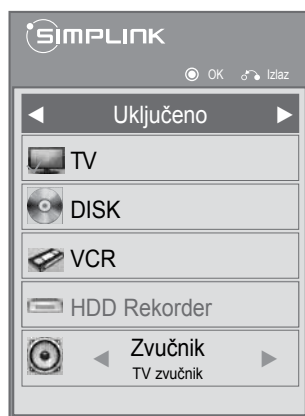 SIMPLINK
OK Izlaz
Uključeno
TV
DISK
VCR
HDD Rekorder
Zvučnik
TV zvučnik